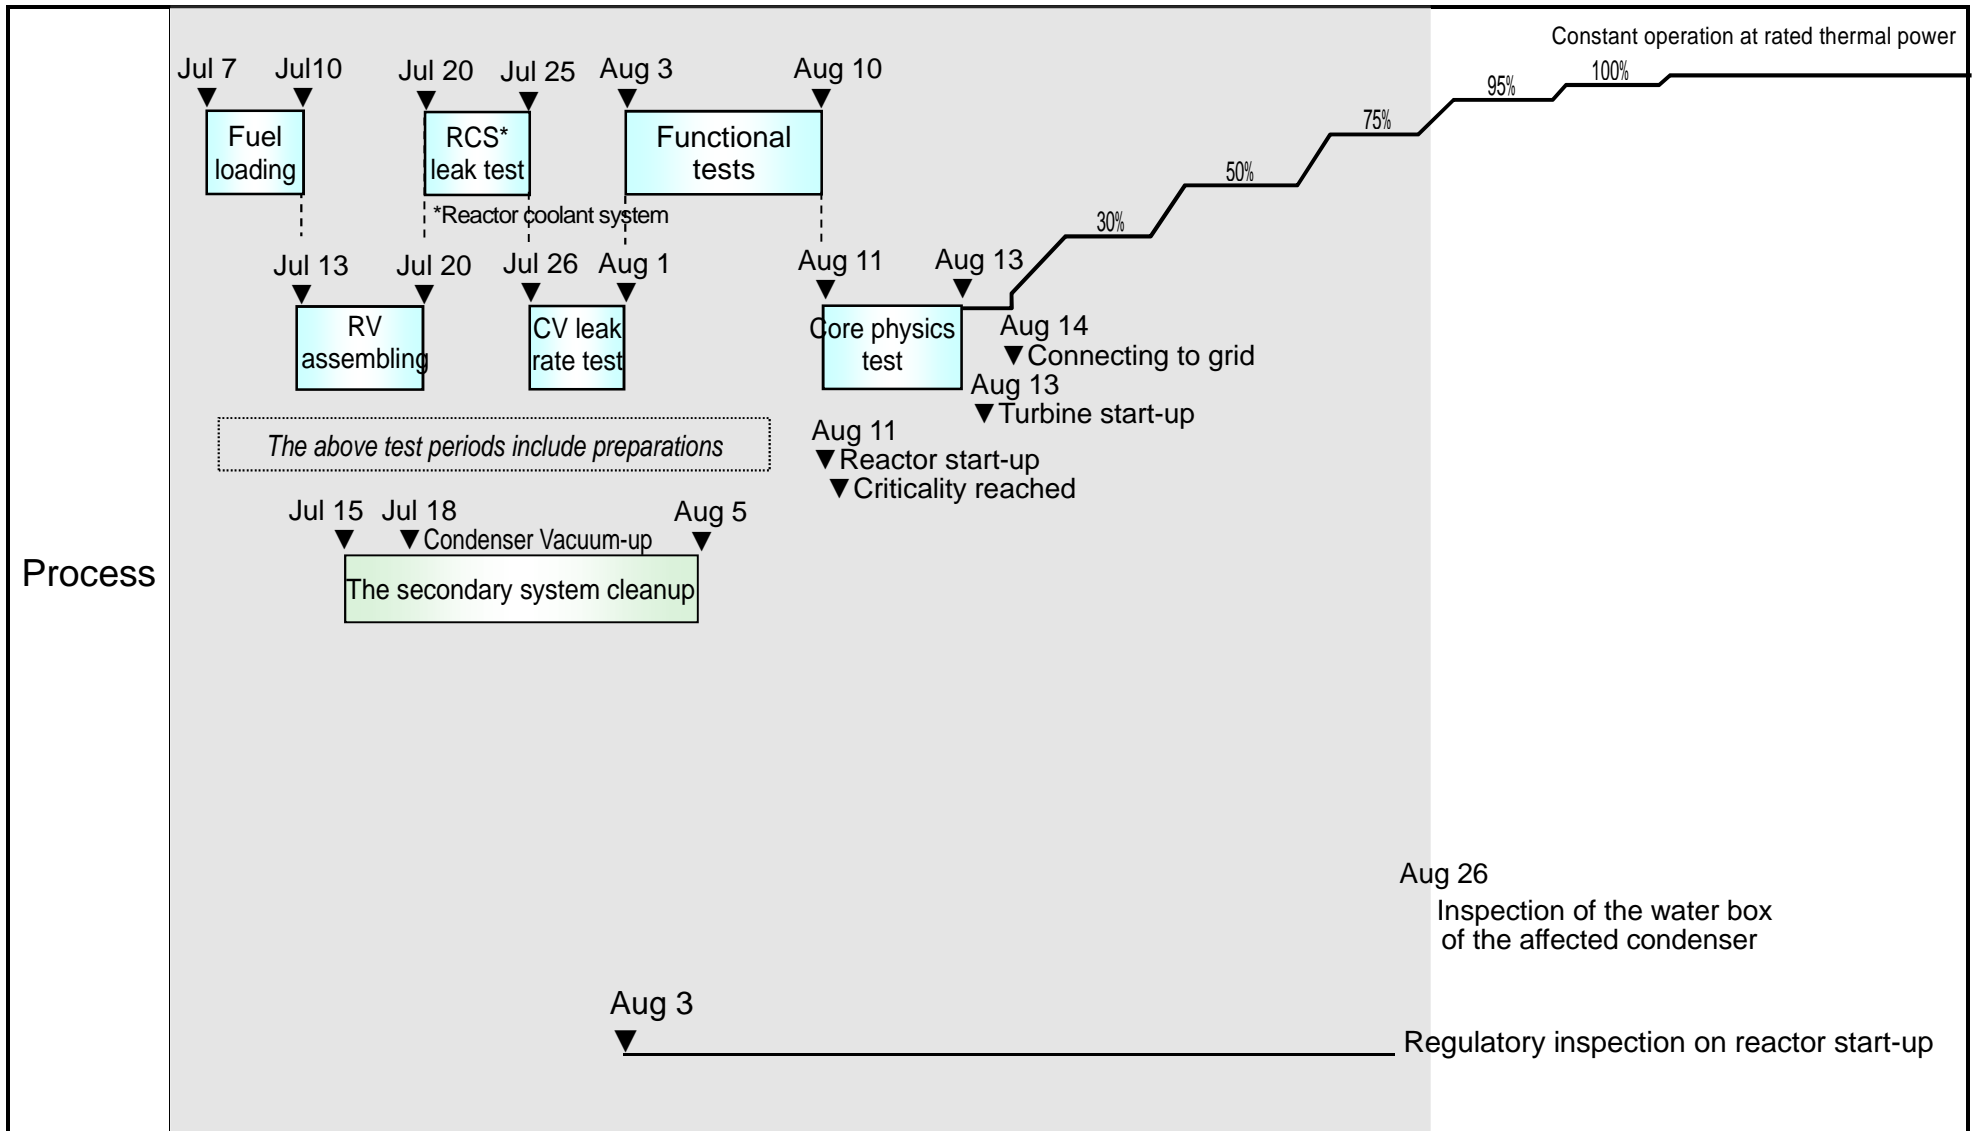 Constant operation at rated thermal power
Jul 7 Jul10 Jul 20 Jul 25 Aug 3 Aug 10
▼ ▼ ▼ ▼ ▼ ▼
100%
95%
75%
50%
30%
Fuel
loading
RCS*
leak test
Functional
tests
*Reactor coolant system
Jul 13 Jul 20 Jul 26 Aug 1 Aug 11 Aug 13
▼ ▼ ▼ ▼ ▼ ▼
RV
assembling
CV leak
rate test
Core physics
test
Aug 14
▼Connecting to grid
Aug 13
▼Turbine start-up
The above test periods include preparations
Aug 11
▼Reactor start-up
▼Criticality reached
Jul 15 Jul 18 Aug 5
▼ ▼Condenser Vacuum-up ▼
The secondary system cleanup
Process
Aug 26
Inspection of the water box
of the affected condenser
Aug 3
▼
Regulatory inspection on reactor start-up